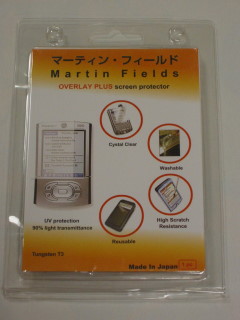 マーティン・フィールド
Martin Fields
OVERLAY PLUS screen protector
Cystal Clear
Washable
UV protection
98% light transmittance
High Scratch
Resistance
Reusable
Tungsten T3
Made In Japan